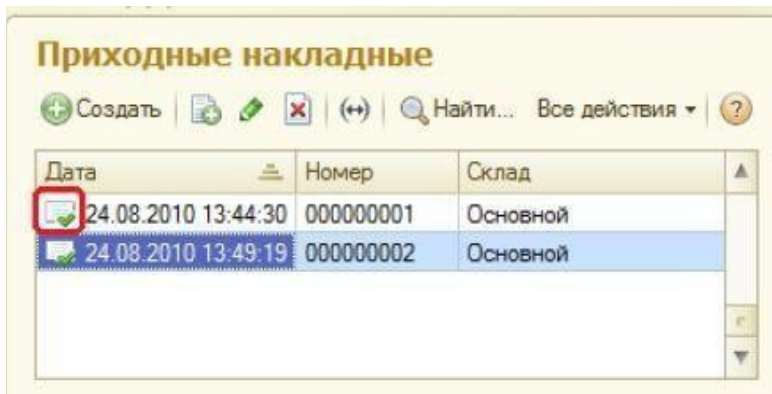 Приходные накладные
Создать Найти... Все действия ?
Дата Номер Склад
24.08.2010 13:44:30 000000001 Основной
24.08.2010 13:49:19 000000002 Основной